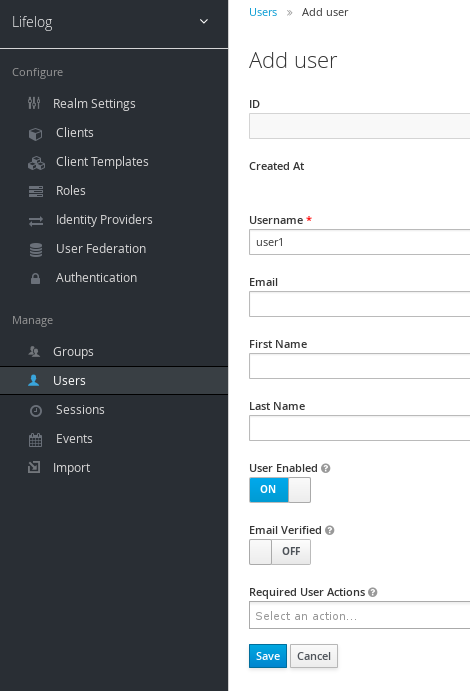 Lifelog
Configure
Realm Settings
Clients
Client Templates
Roles
Identity Providers
User Federation
Authentication
Manage
Groups
Users
Sessions
Events
Import
Users » Add user
Add user
ID
Created At
Username *
user1
Email
First Name
Last Name
User Enabled ?
ON
Email Verified ?
OFF
Required User Actions ?
Select an action...
Save Cancel